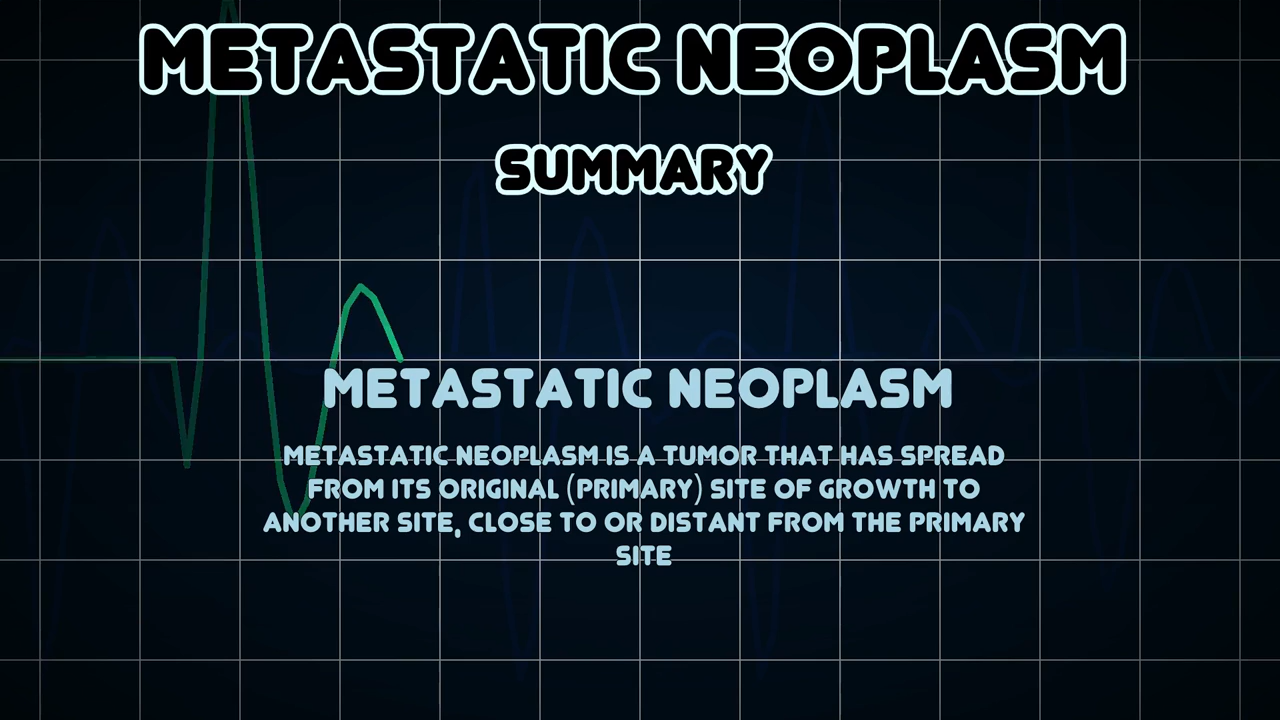 METASTATIC NEOPLASM
SUMMARY
METASTATIC NEOPLASM
METASTATIC NEOPLASM IS A TUMOR THAT HAS SPREAD
FROM ITS ORIGINAL (PRIMARY) SITE OF GROWTH TO
ANOTHER SITE, CLOSE TO OR DISTANT FROM THE PRIMARY
SITE